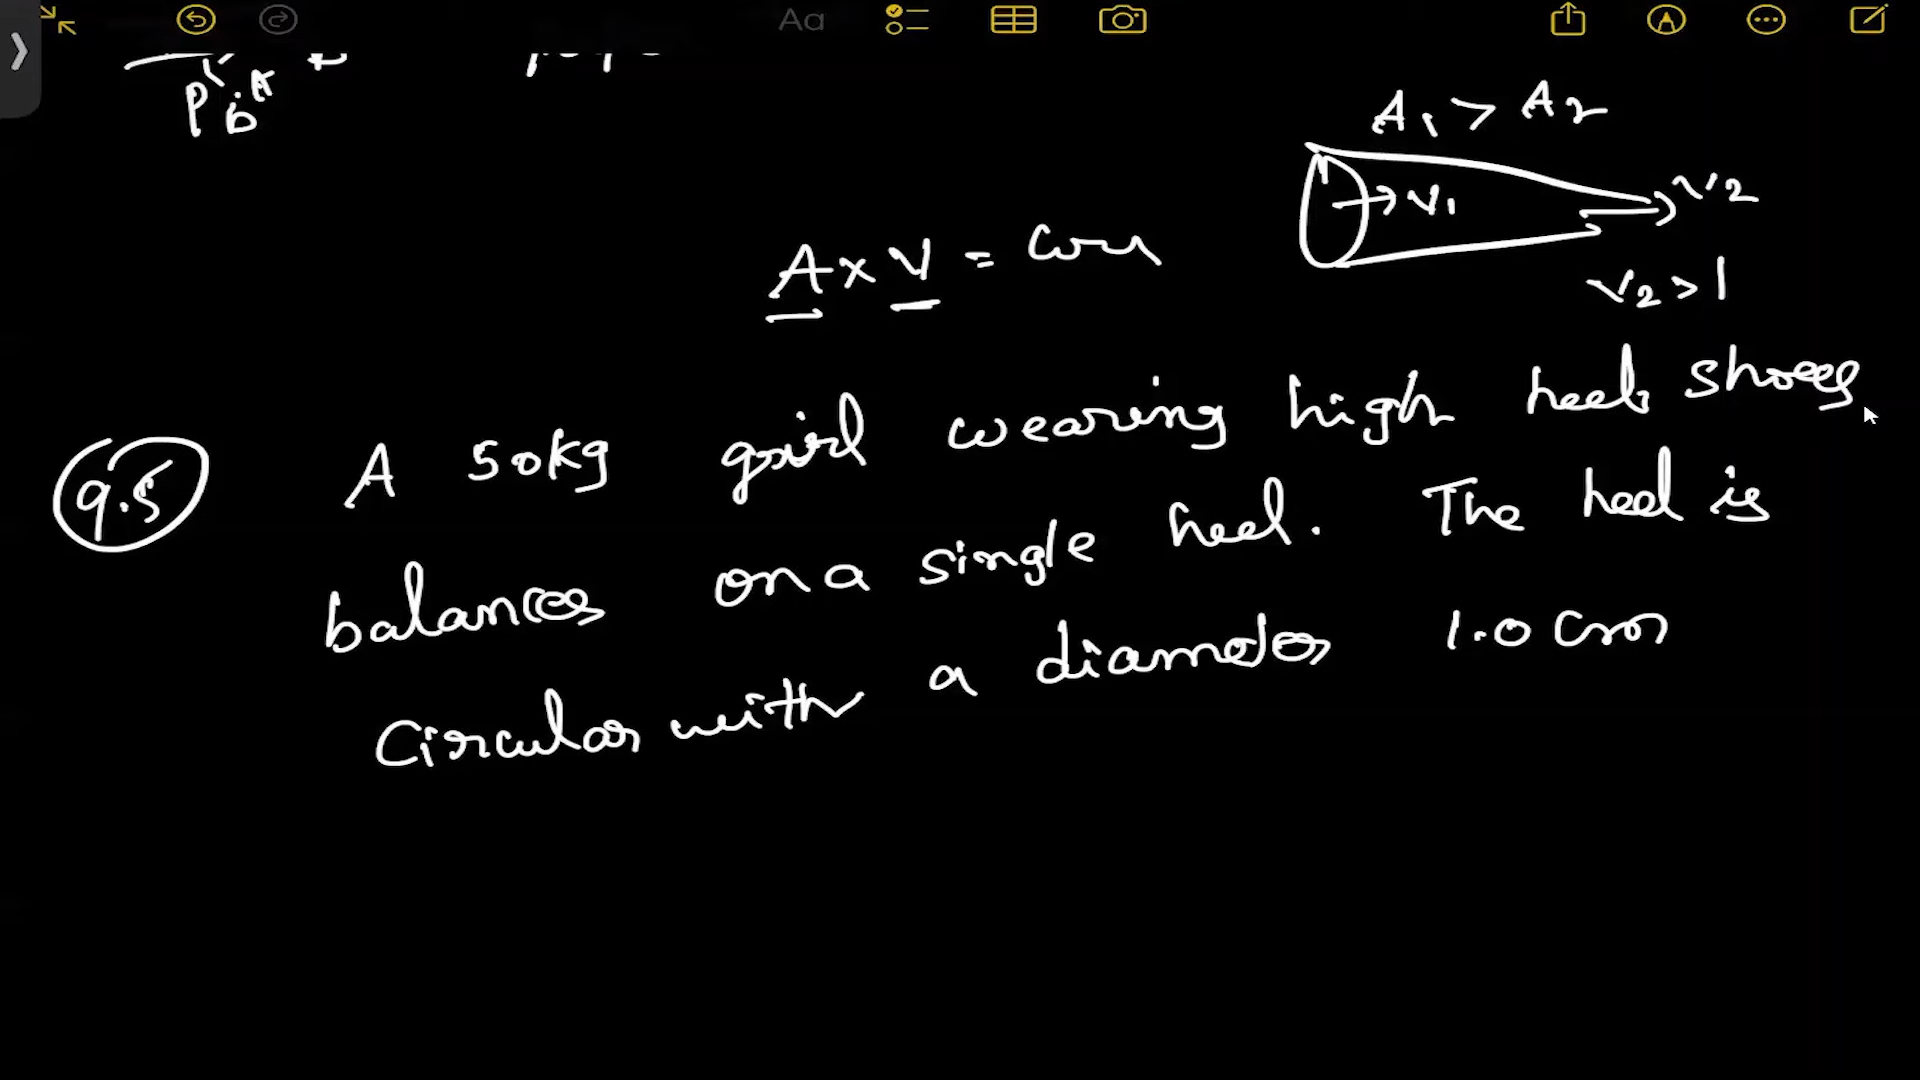 Aa
P
A
A₁ > A₂
→ V₁
V₂
A x V = con
V₂ > 1
9.5 A 50kg girl wearing high heel shoes
balances on a single heel. The heel is
Circular with a diameter 1.0 cm